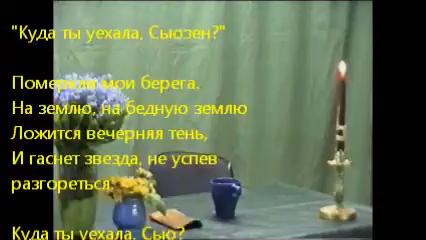 "Куда ты уехала, Сьюзен?"
Померкли мои берега.
На землю, на бедную землю
Ложится вечерняя тень,
И гаснет звезда, не успев
разгореться,
Куда ты уехала, Сью?